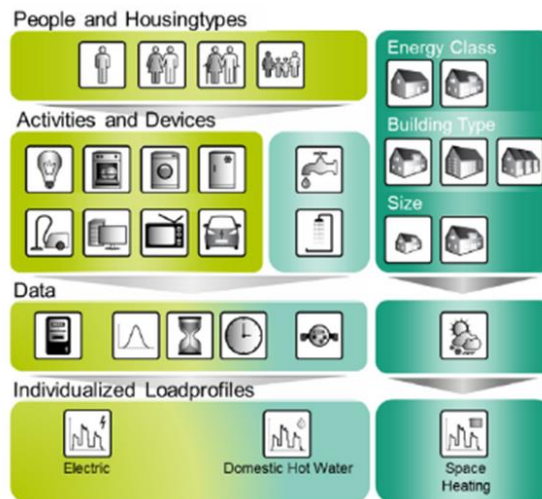 People and Housingtypes
Energy Class
Activities and Devices
Building Type
Size
Data
Individualized Loadprofiles
Electric
Domestic Hot Water
Space
Heating